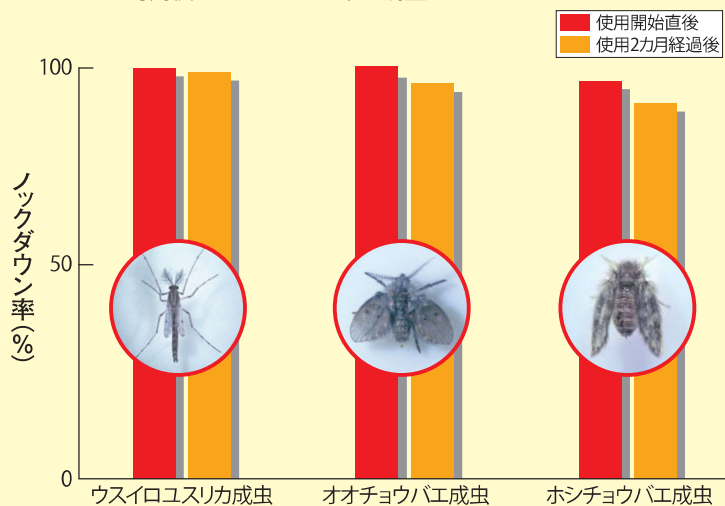 使用開始直後
使用2カ月経過後
100
50
0
ノックダウン率(%)
ウスイロユスリカ成虫
オオチョウバエ成虫
ホシチョウバエ成虫